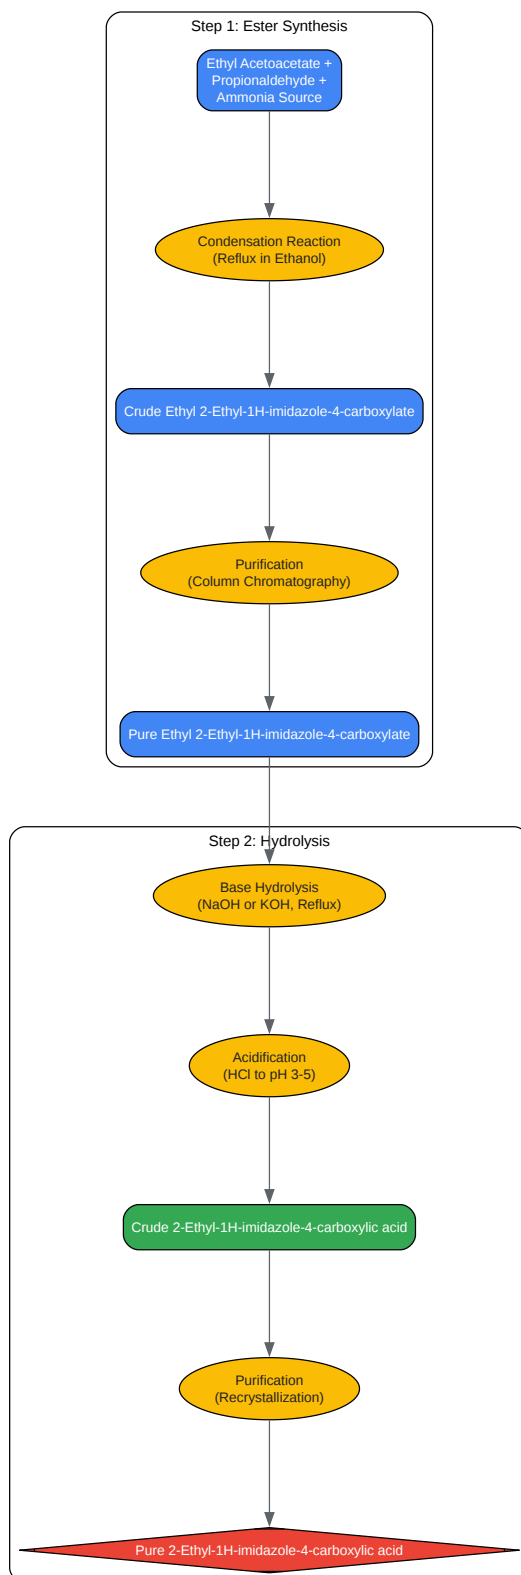 Step 1: Ester Synthesis
Ethyl Acetoacetate +
Propionaldehyde +
Ammonia Source
Condensation Reaction
(Reflux in Ethanol)
Crude Ethyl 2-Ethyl-1H-imidazole-4-carboxylate
Purification
(Column Chromatography)
Pure Ethyl 2-Ethyl-1H-imidazole-4-carboxylate
Step 2: Hydrolysis
Base Hydrolysis
(NaOH or KOH, Reflux)
Acidification
(HCl to pH 3-5)
Crude 2-Ethyl-1H-imidazole-4-carboxylic acid
Purification
(Recrystallization)
Pure 2-Ethyl-1H-imidazole-4-carboxylic acid